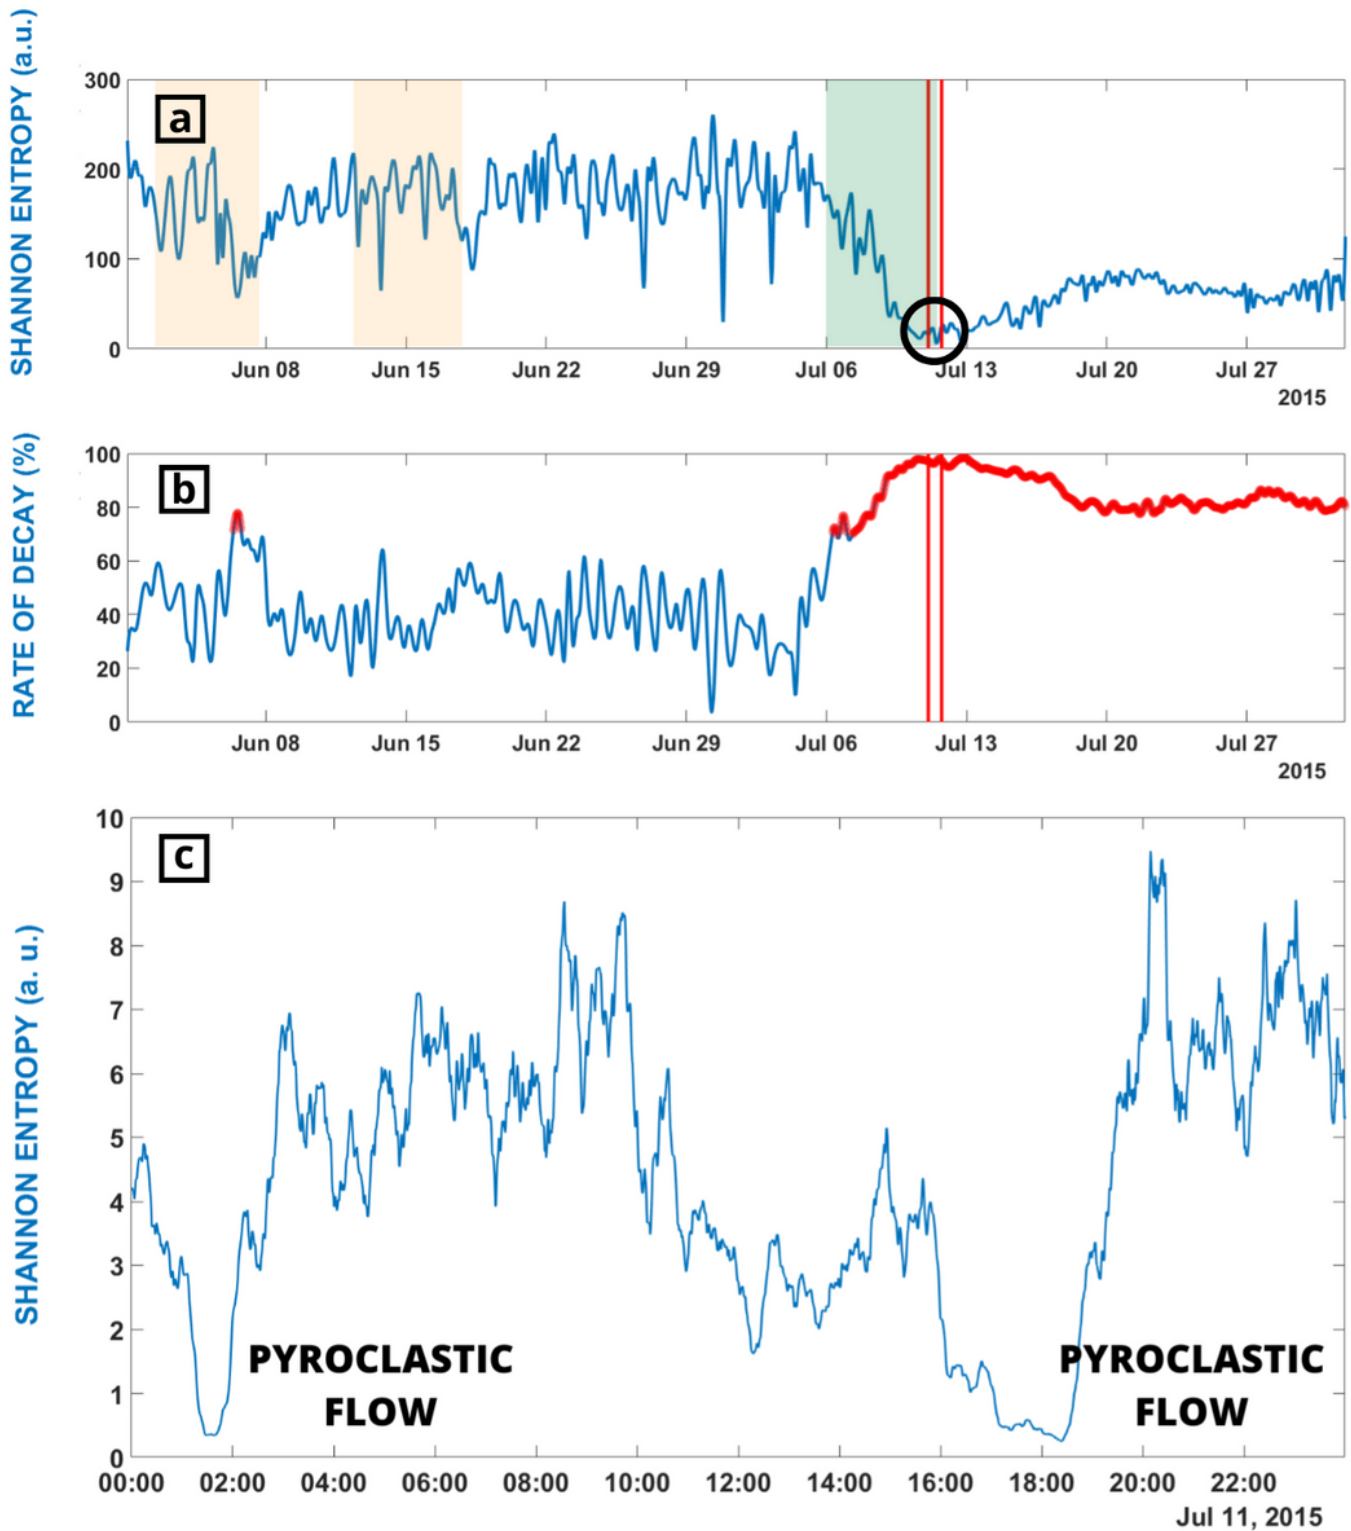 SHANNON ENTROPY (a.u.)
a
300
200
100
0
Jun 08 Jun 15 Jun 22 Jun 29 Jul 06 Jul 13 Jul 20 Jul 27
2015
RATE OF DECAY (%)
b
100
80
60
40
20
0
Jun 08 Jun 15 Jun 22 Jun 29 Jul 06 Jul 13 Jul 20 Jul 27
2015
SHANNON ENTROPY (a. u.)
c
10
9
8
7
6
5
4
3
2
1
0
PYROCLASTIC
FLOW
PYROCLASTIC
FLOW
00:00 02:00 04:00 06:00 08:00 10:00 12:00 14:00 16:00 18:00 20:00 22:00
Jul 11, 2015